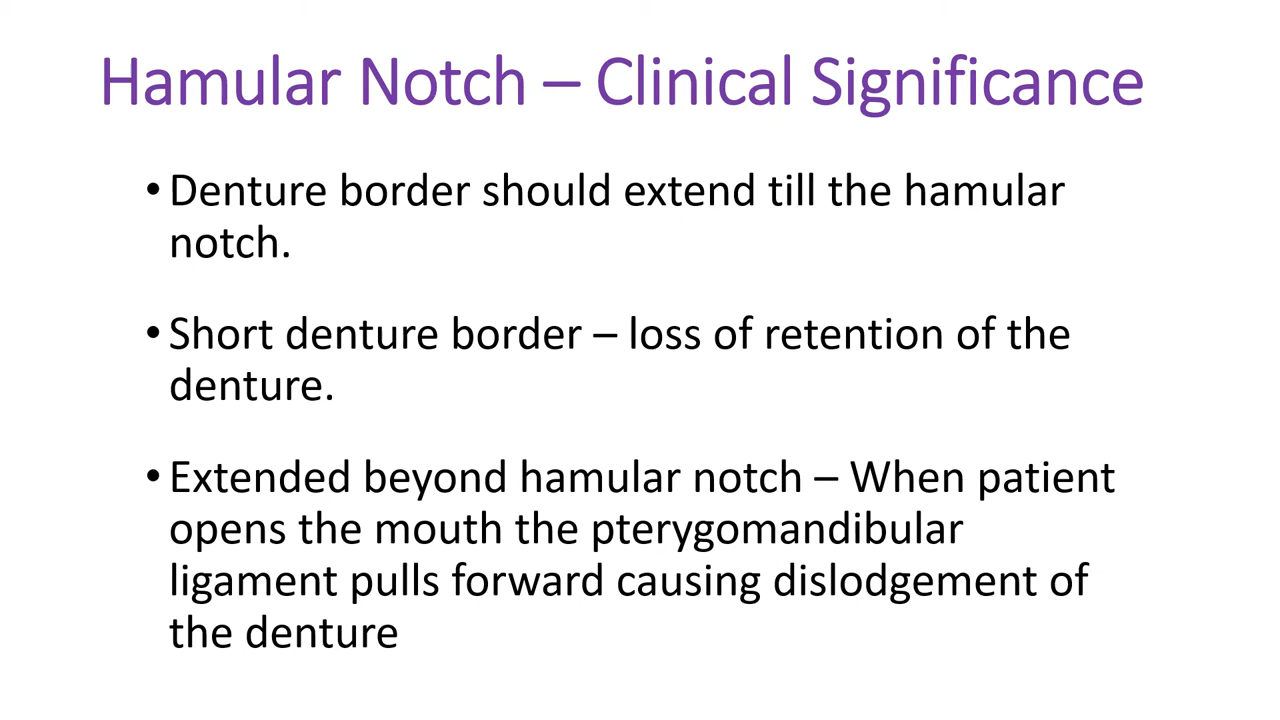 Hamular Notch – Clinical Significance
• Denture border should extend till the hamular
notch.
• Short denture border – loss of retention of the
denture.
• Extended beyond hamular notch – When patient
opens the mouth the pterygomandibular
ligament pulls forward causing dislodgement of
the denture